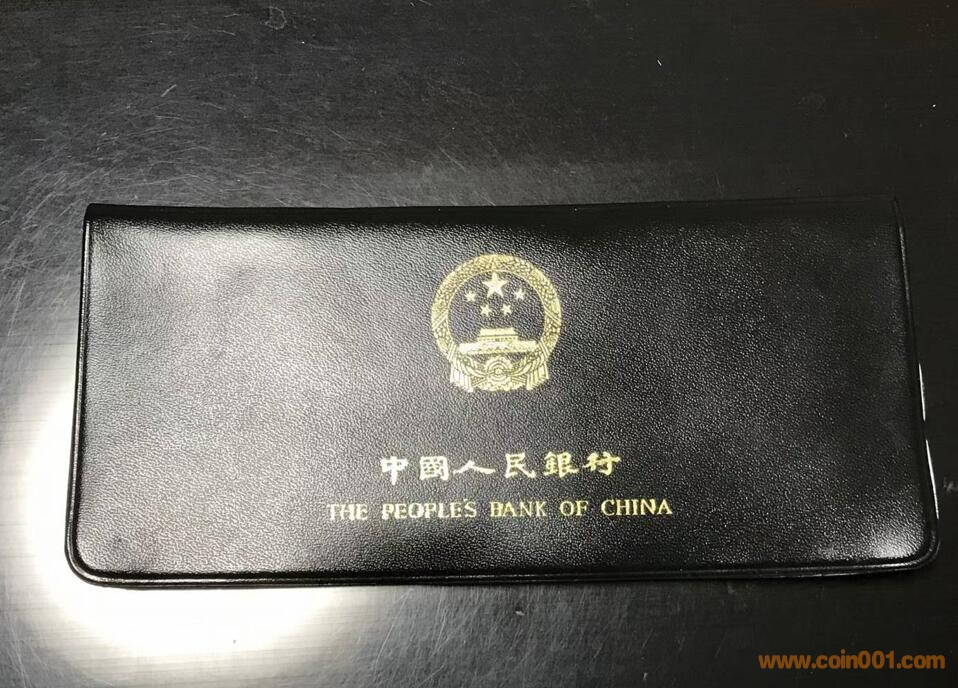 中國人民銀行
THE PEOPLE'S BANK OF CHINA
www.coin001.com